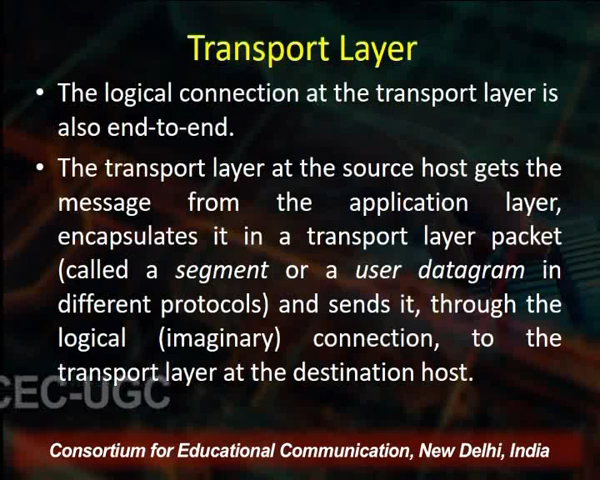 Transport Layer
• The logical connection at the transport layer is
also end-to-end.
• The transport layer at the source host gets the
message from the application layer,
encapsulates it in a transport layer packet
(called a segment or a user datagram in
different protocols) and sends it, through the
logical (imaginary) connection, to the
transport layer at the destination host.
CEC-UGC
Consortium for Educational Communication, New Delhi, India